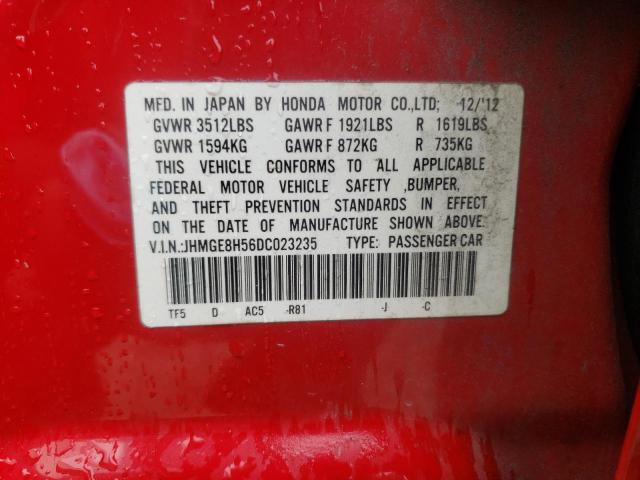 MFD. IN JAPAN BY HONDA MOTOR CO.,LTD; 12/'12
GVWR 3512LBS GAWR F 1921LBS R 1619LBS
GVWR 1594KG GAWR F 872KG R 735KG
THIS VEHICLE CONFORMS TO ALL APPLICABLE
FEDERAL MOTOR VEHICLE SAFETY ,BUMPER,
AND THEFT PREVENTION STANDARDS IN EFFECT
ON THE DATE OF MANUFACTURE SHOWN ABOVE.
V.I.N.:JHMGE8H56DC023235 TYPE: PASSENGER CAR
TF5 D AC5 -R81 -J -C